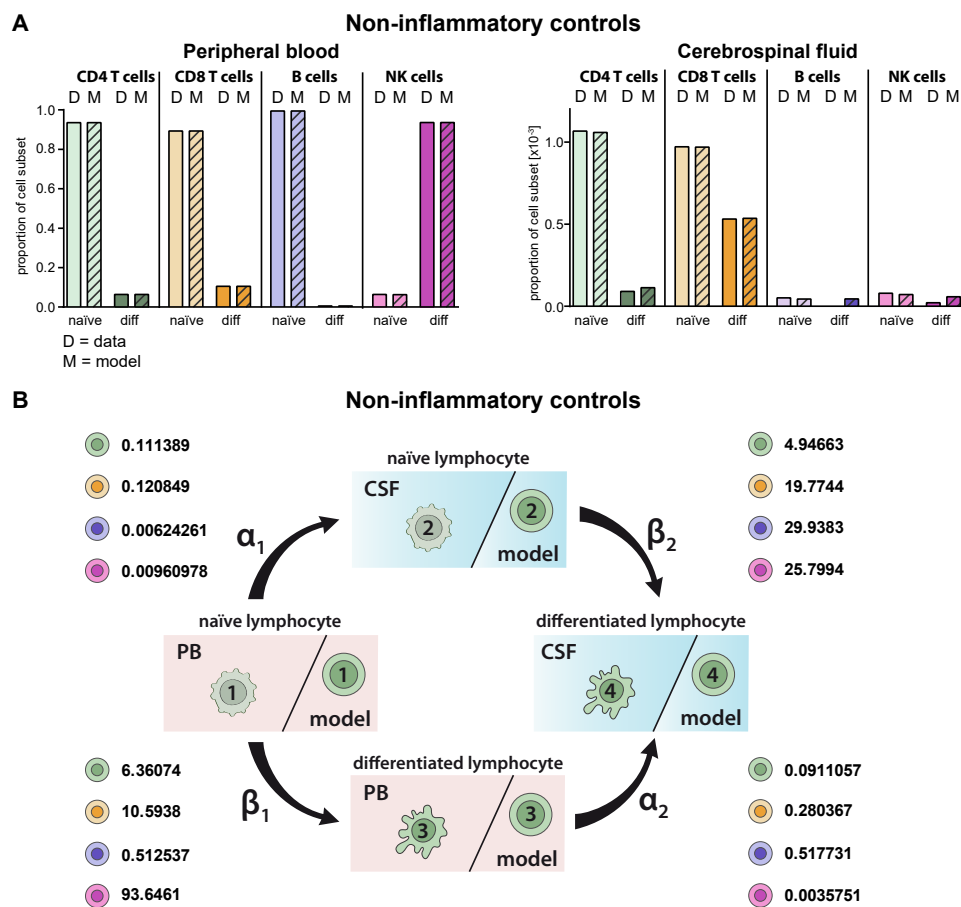 A
Non-inflammatory controls
Peripheral blood
CD4 T cells CD8 T cells B cells NK cells
D M D M D M D M D M D M D M D M
proportion of cell subset
1.0
0.8
0.6
0.4
0.2
0.0
naïve diff naïve diff naïve diff naïve diff
D = data
M = model
Cerebrospinal fluid
CD4 T cells CD8 T cells B cells NK cells
D M D M D M D M D M D M D M D M
proportion of cell subset [x10⁻³]
1.0
0.5
0
naïve diff naïve diff naïve diff naïve diff
B
Non-inflammatory controls
0.111389
0.120849
0.00624261
0.00960978
α₁
naïve lymphocyte
CSF
2
2
model
β₂
4.94663
19.7744
29.9383
25.7994
naïve lymphocyte
PB
1
1
model
differentiated lymphocyte
CSF
4
4
model
6.36074
10.5938
0.512537
93.6461
β₁
differentiated lymphocyte
PB
3
3
model
α₂
0.0911057
0.280367
0.517731
0.0035751